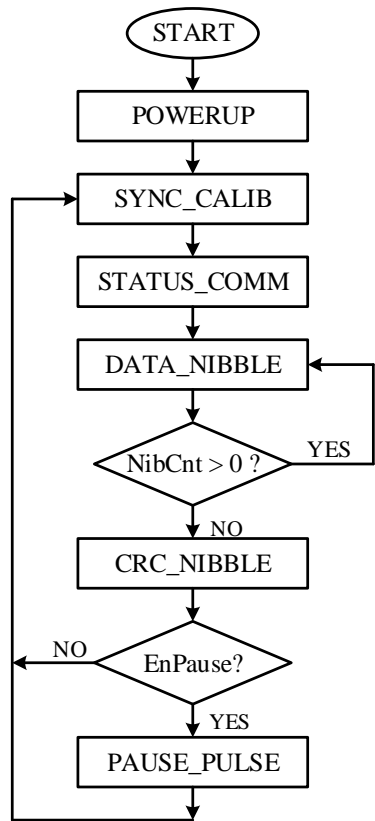 START
POWERUP
SYNC_CALIB
STATUS_COMM
DATA_NIBBLE
NibCnt > 0 ?
YES
NO
CRC_NIBBLE
NO
EnPause?
YES
PAUSE_PULSE